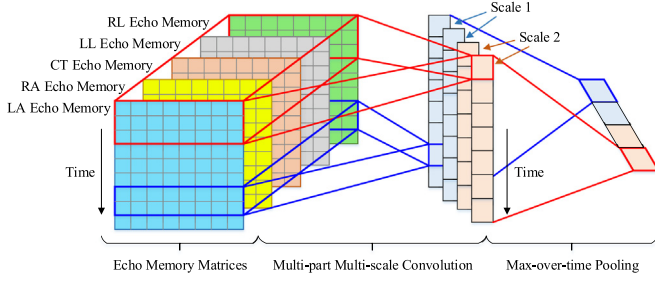 RL Echo Memory
LL Echo Memory
CT Echo Memory
RA Echo Memory
LA Echo Memory
Scale 1
Scale 2
Time
Time
Echo Memory Matrices
Multi-part Multi-scale Convolution
Max-over-time Pooling